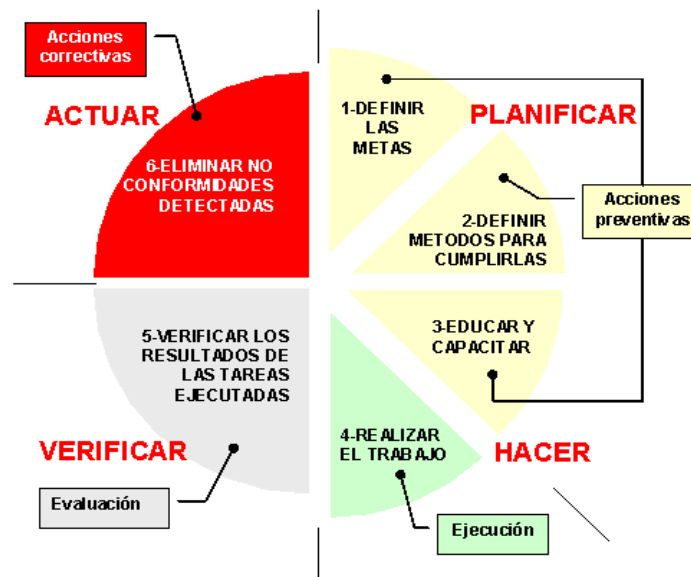 Acciones
correctivas
ACTUAR
6-ELIMINAR NO
CONFORMIDADES
DETECTADAS
1-DEFINIR
LAS
METAS
PLANIFICAR
2-DEFINIR
METODOS PARA
CUMPLIRLAS
Acciones
preventivas
3-EDUCAR Y
CAPACITAR
HACER
4-REALIZAR
EL TRABAJO
Ejecución
5-VERIFICAR LOS
RESULTADOS DE
LAS TAREAS
EJECUTADAS
VERIFICAR
Evaluación